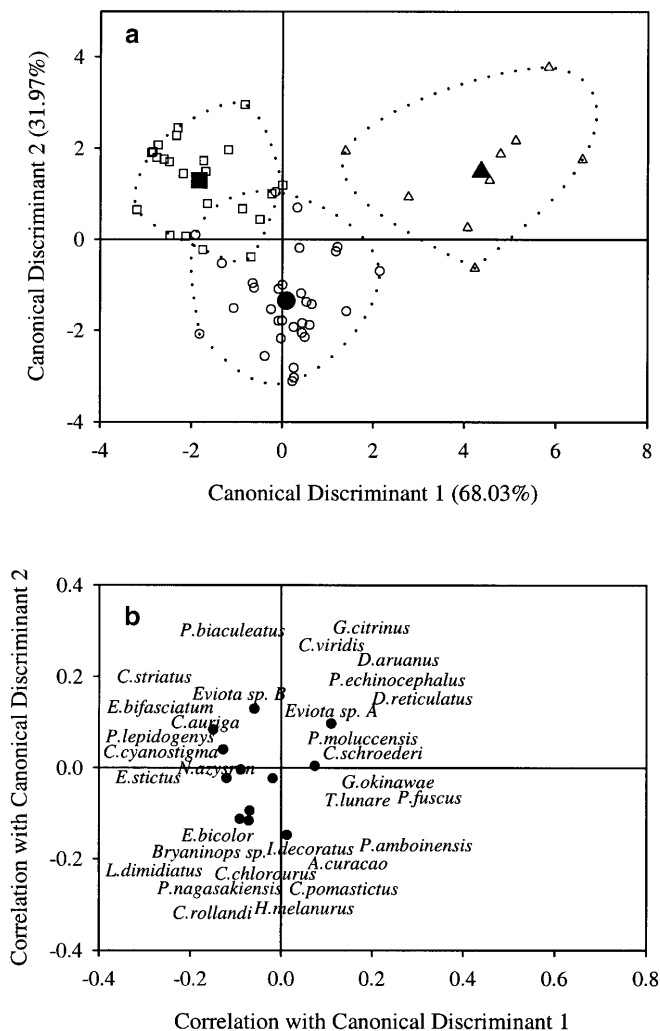 a
4
2
0
-2
-4
-4 -2 0 2 4 6 8
Canonical Discriminant 2 (31.97%)
Canonical Discriminant 1 (68.03%)
b
0.4
0.2
0.0
-0.2
-0.4
-0.4 -0.2 0.0 0.2 0.4 0.6 0.8
Correlation with Canonical Discriminant 2
P.biaculeatus G.citrinus
C.viridis
D.aruanus
C.striatus P.echinocephalus
Eviota sp. B D.reticulatus
E.bifasciatum Eviota sp. A
C.auriga
P.lepidogenys P.moluccensis
C.cyanostigma C.schroederi
N.azysron
E.stictus G.okinawae
T.lunare P.fuscus
E.bicolor
Bryaninops sp. I.decoratus P.amboinensis
A.curacao
L.dimidiatus C.chlorourus
P.nagasakiensis C.pomastictus
C.rollandi H.melanurus
Correlation with Canonical Discriminant 1